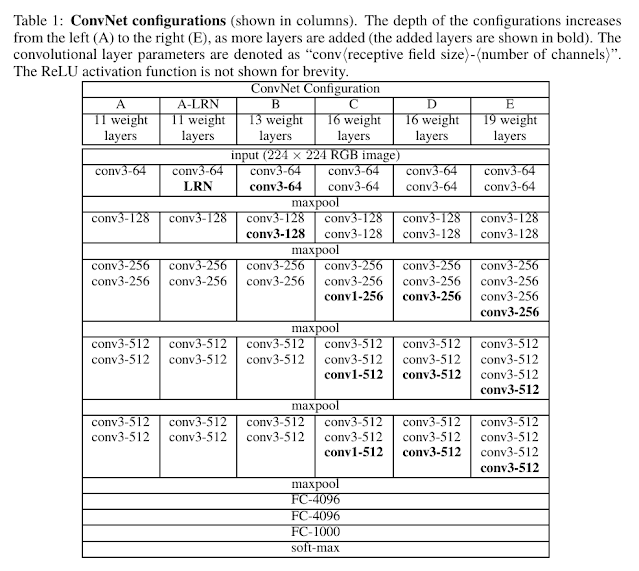 Table 1: ConvNet configurations (shown in columns). The depth of the configurations increases
from the left (A) to the right (E), as more layers are added (the added layers are shown in bold). The
convolutional layer parameters are denoted as “conv⟨receptive field size⟩-⟨number of channels⟩”.
The ReLU activation function is not shown for brevity.
ConvNet Configuration
A A-LRN B C D E
11 weight 11 weight 13 weight 16 weight 16 weight 19 weight
layers layers layers layers layers layers
input (224 × 224 RGB image)
conv3-64 conv3-64 conv3-64 conv3-64 conv3-64 conv3-64
LRN conv3-64 conv3-64 conv3-64 conv3-64
maxpool
conv3-128 conv3-128 conv3-128 conv3-128 conv3-128 conv3-128
conv3-128 conv3-128 conv3-128 conv3-128
maxpool
conv3-256 conv3-256 conv3-256 conv3-256 conv3-256 conv3-256
conv3-256 conv3-256 conv3-256 conv3-256 conv3-256 conv3-256
conv1-256 conv3-256 conv3-256
conv3-256
maxpool
conv3-512 conv3-512 conv3-512 conv3-512 conv3-512 conv3-512
conv3-512 conv3-512 conv3-512 conv3-512 conv3-512 conv3-512
conv1-512 conv3-512 conv3-512
conv3-512
maxpool
conv3-512 conv3-512 conv3-512 conv3-512 conv3-512 conv3-512
conv3-512 conv3-512 conv3-512 conv3-512 conv3-512 conv3-512
conv1-512 conv3-512 conv3-512
conv3-512
maxpool
FC-4096
FC-4096
FC-1000
soft-max